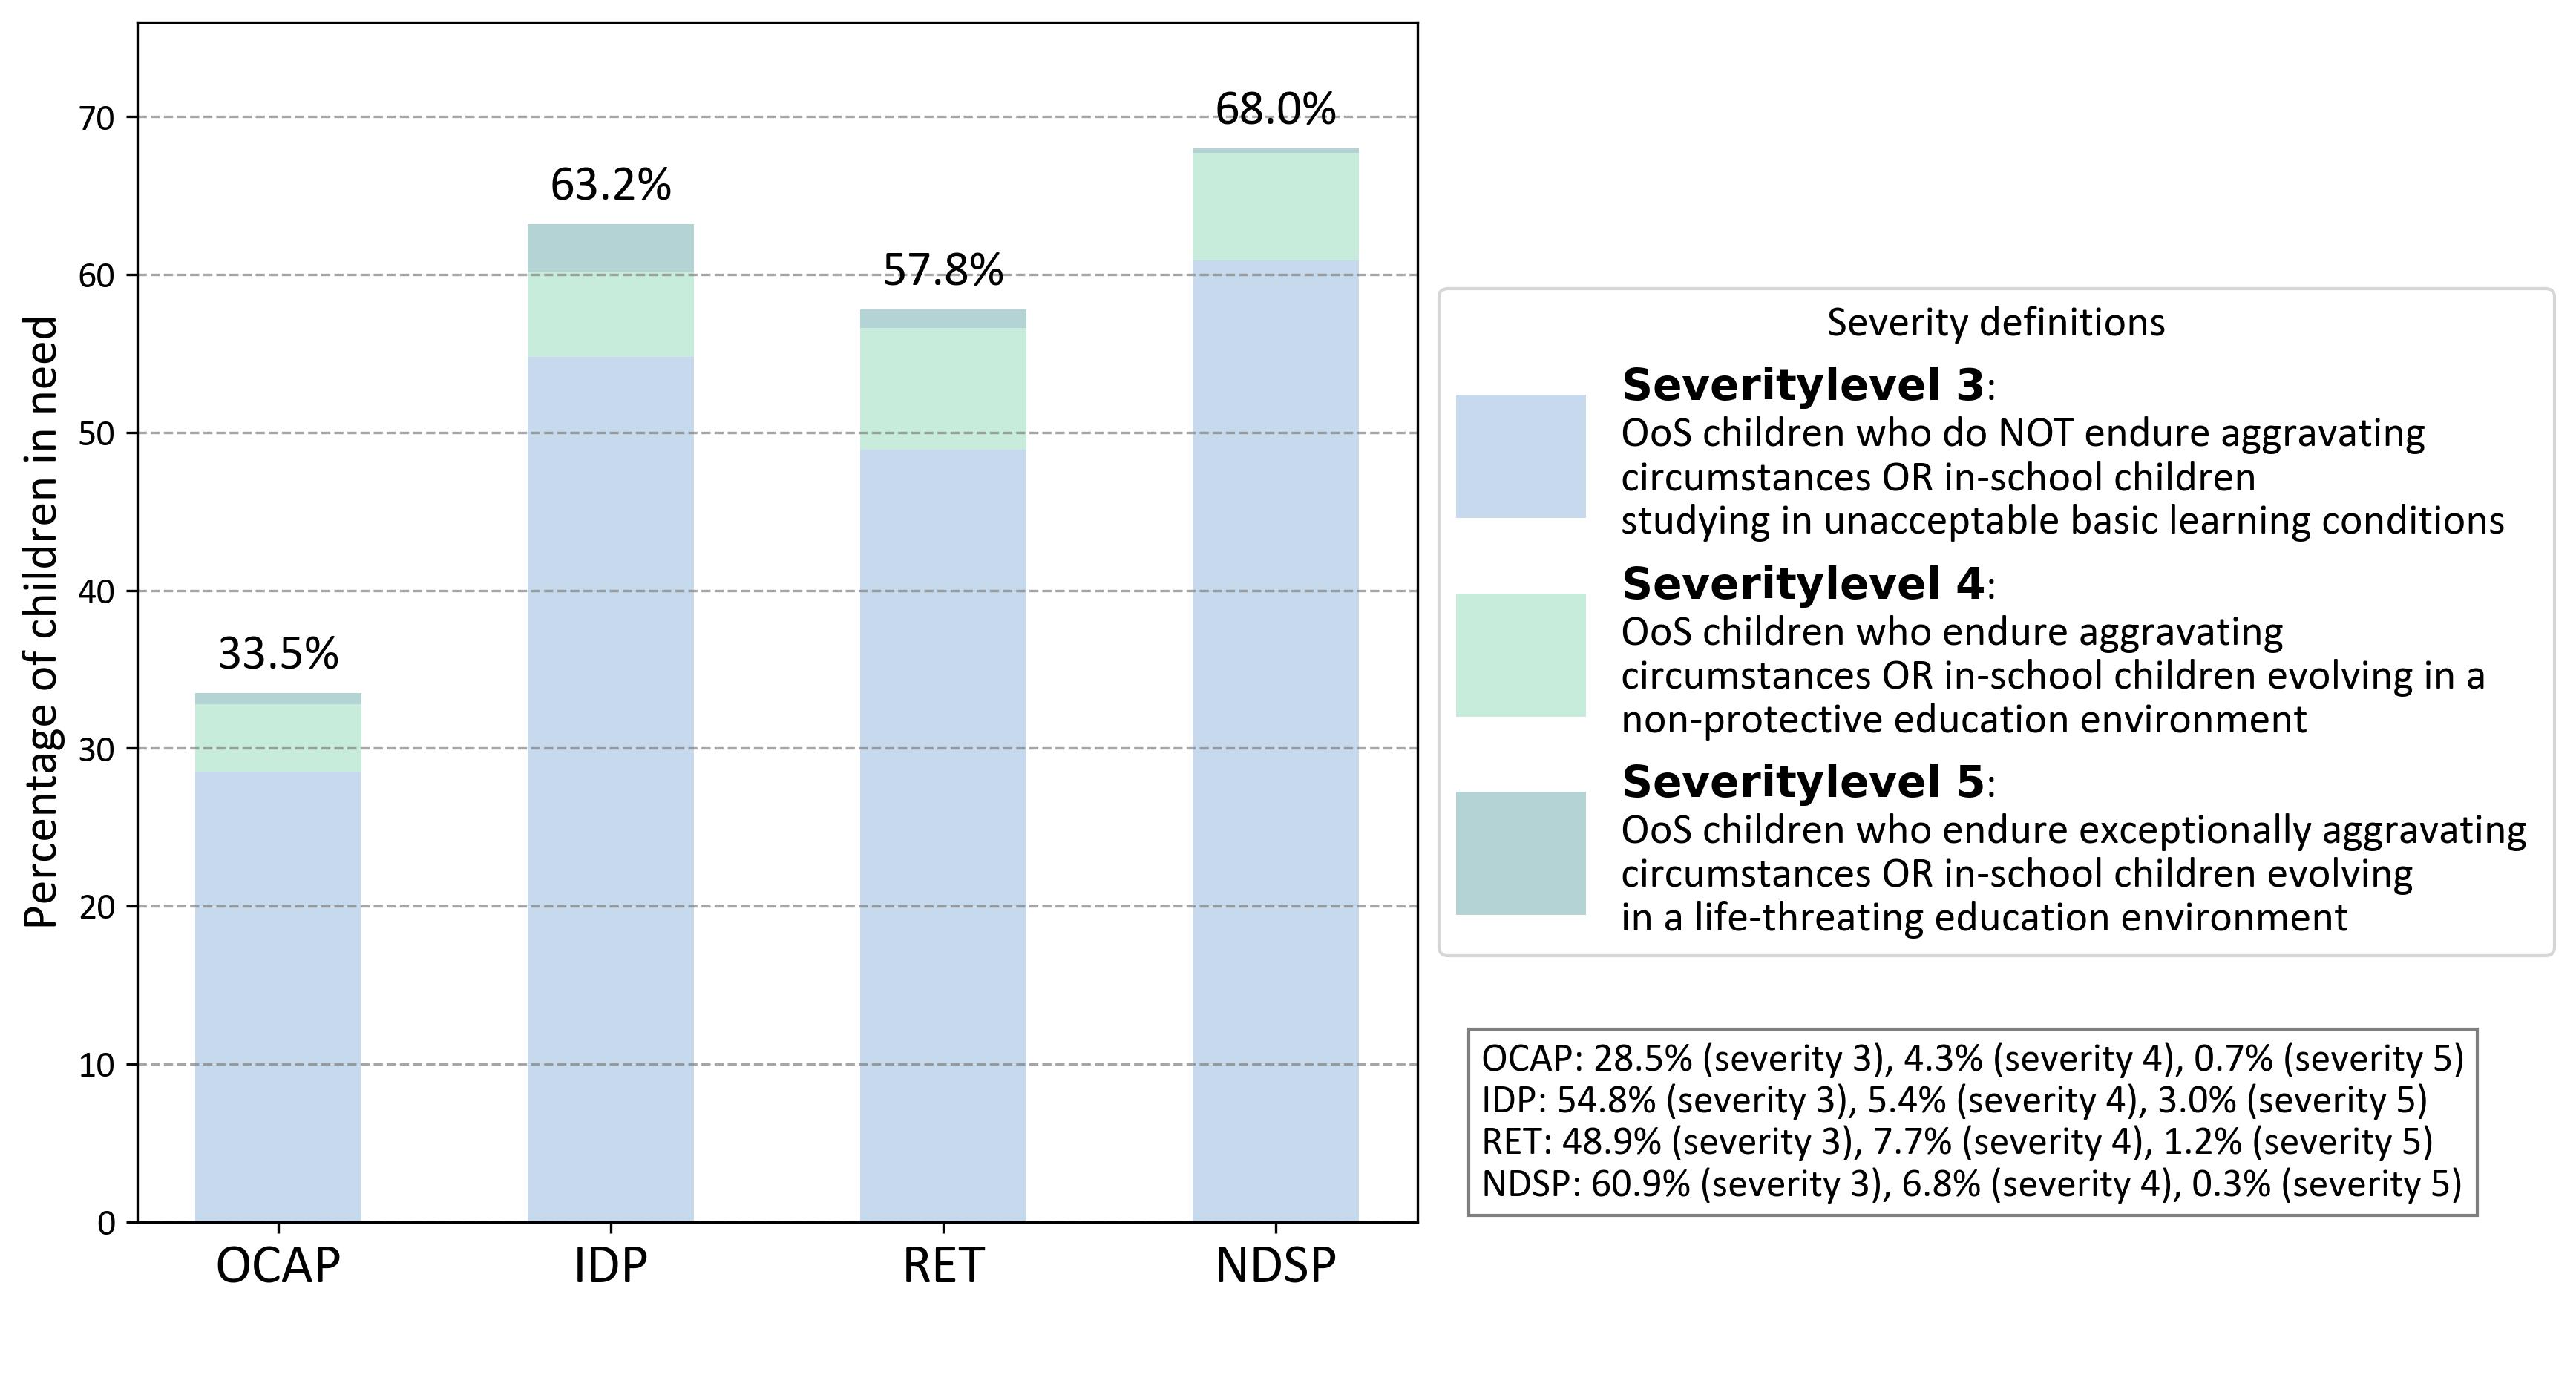 Percentage of children in need
70
60
50
40
30
20
10
0
33.5%
63.2%
57.8%
68.0%
OCAP
IDP
RET
NDSP
Severity definitions
Severitylevel 3:
OoS children who do NOT endure aggravating
circumstances OR in-school children
studying in unacceptable basic learning conditions
Severitylevel 4:
OoS children who endure aggravating
circumstances OR in-school children evolving in a
non-protective education environment
Severitylevel 5:
OoS children who endure exceptionally aggravating
circumstances OR in-school children evolving
in a life-threating education environment
OCAP: 28.5% (severity 3), 4.3% (severity 4), 0.7% (severity 5)
IDP: 54.8% (severity 3), 5.4% (severity 4), 3.0% (severity 5)
RET: 48.9% (severity 3), 7.7% (severity 4), 1.2% (severity 5)
NDSP: 60.9% (severity 3), 6.8% (severity 4), 0.3% (severity 5)